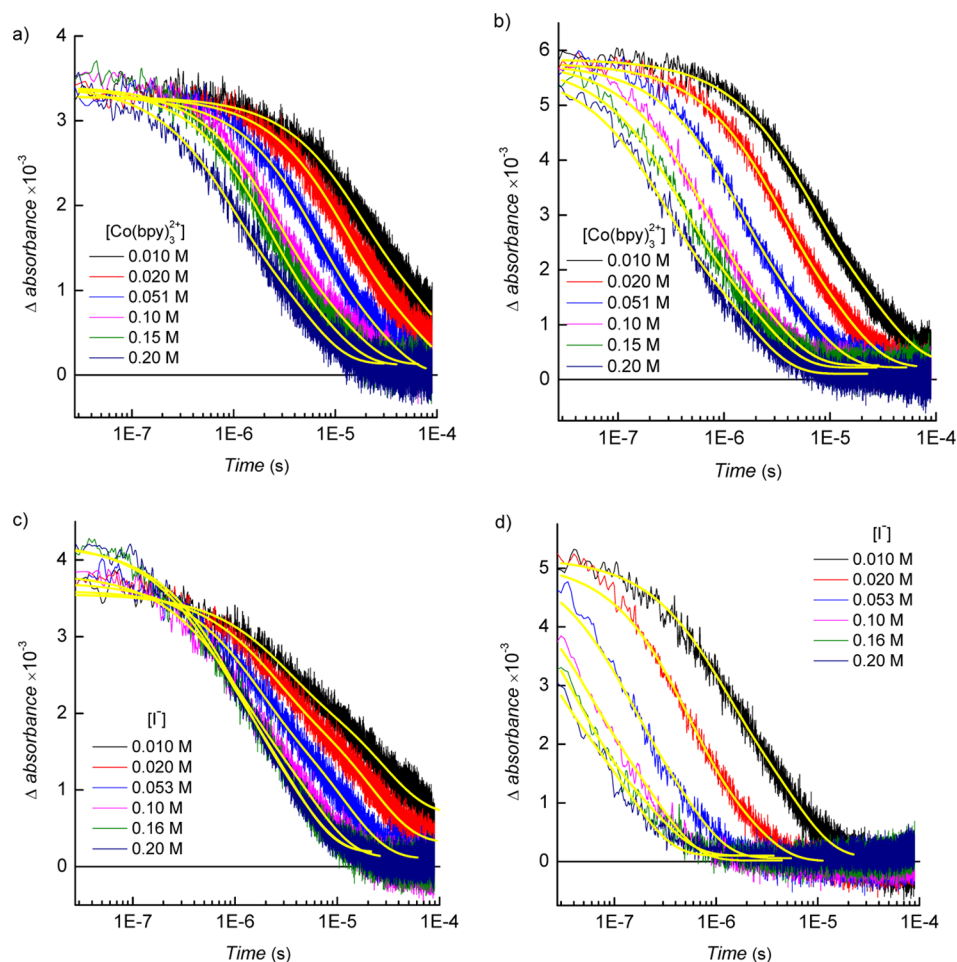 a)
Δ absorbance ×10⁻³
4
3
2
1
0
[Co(bpy)₃²⁺]
0.010 M
0.020 M
0.051 M
0.10 M
0.15 M
0.20 M
1E-7 1E-6 1E-5 1E-4
Time (s)
b)
Δ absorbance ×10⁻³
6
5
4
3
2
1
0
[Co(bpy)₃²⁺]
0.010 M
0.020 M
0.051 M
0.10 M
0.15 M
0.20 M
1E-7 1E-6 1E-5 1E-4
Time (s)
c)
Δ absorbance ×10⁻³
4
3
2
1
0
[I⁻]
0.010 M
0.020 M
0.053 M
0.10 M
0.16 M
0.20 M
1E-7 1E-6 1E-5 1E-4
Time (s)
d)
Δ absorbance ×10⁻³
5
4
3
2
1
0
[I⁻]
0.010 M
0.020 M
0.053 M
0.10 M
0.16 M
0.20 M
1E-7 1E-6 1E-5 1E-4
Time (s)